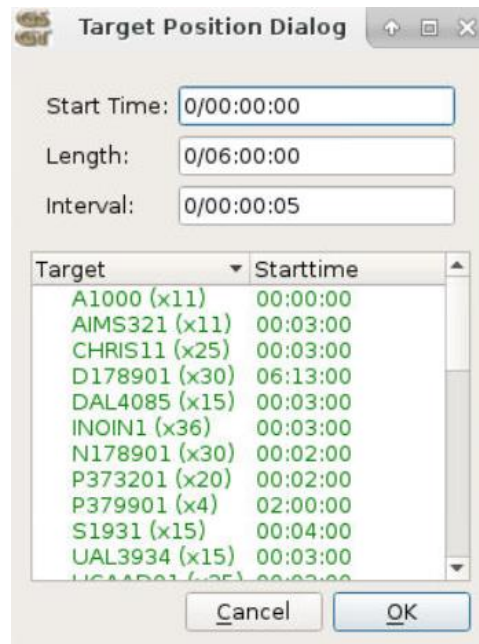 Target Position Dialog
Start Time: 0/00:00:00
Length: 0/06:00:00
Interval: 0/00:00:05
Target Starttime
A1000 (x11) 00:00:00
AIMS321 (x11) 00:03:00
CHRIS11 (x25) 00:03:00
D178901 (x30) 06:13:00
DAL4085 (x15) 00:03:00
INOIN1 (x36) 00:03:00
N178901 (x30) 00:02:00
P373201 (x20) 00:02:00
P379901 (x4) 02:00:00
S1931 (x15) 00:04:00
UAL3934 (x15) 00:03:00
Cancel OK